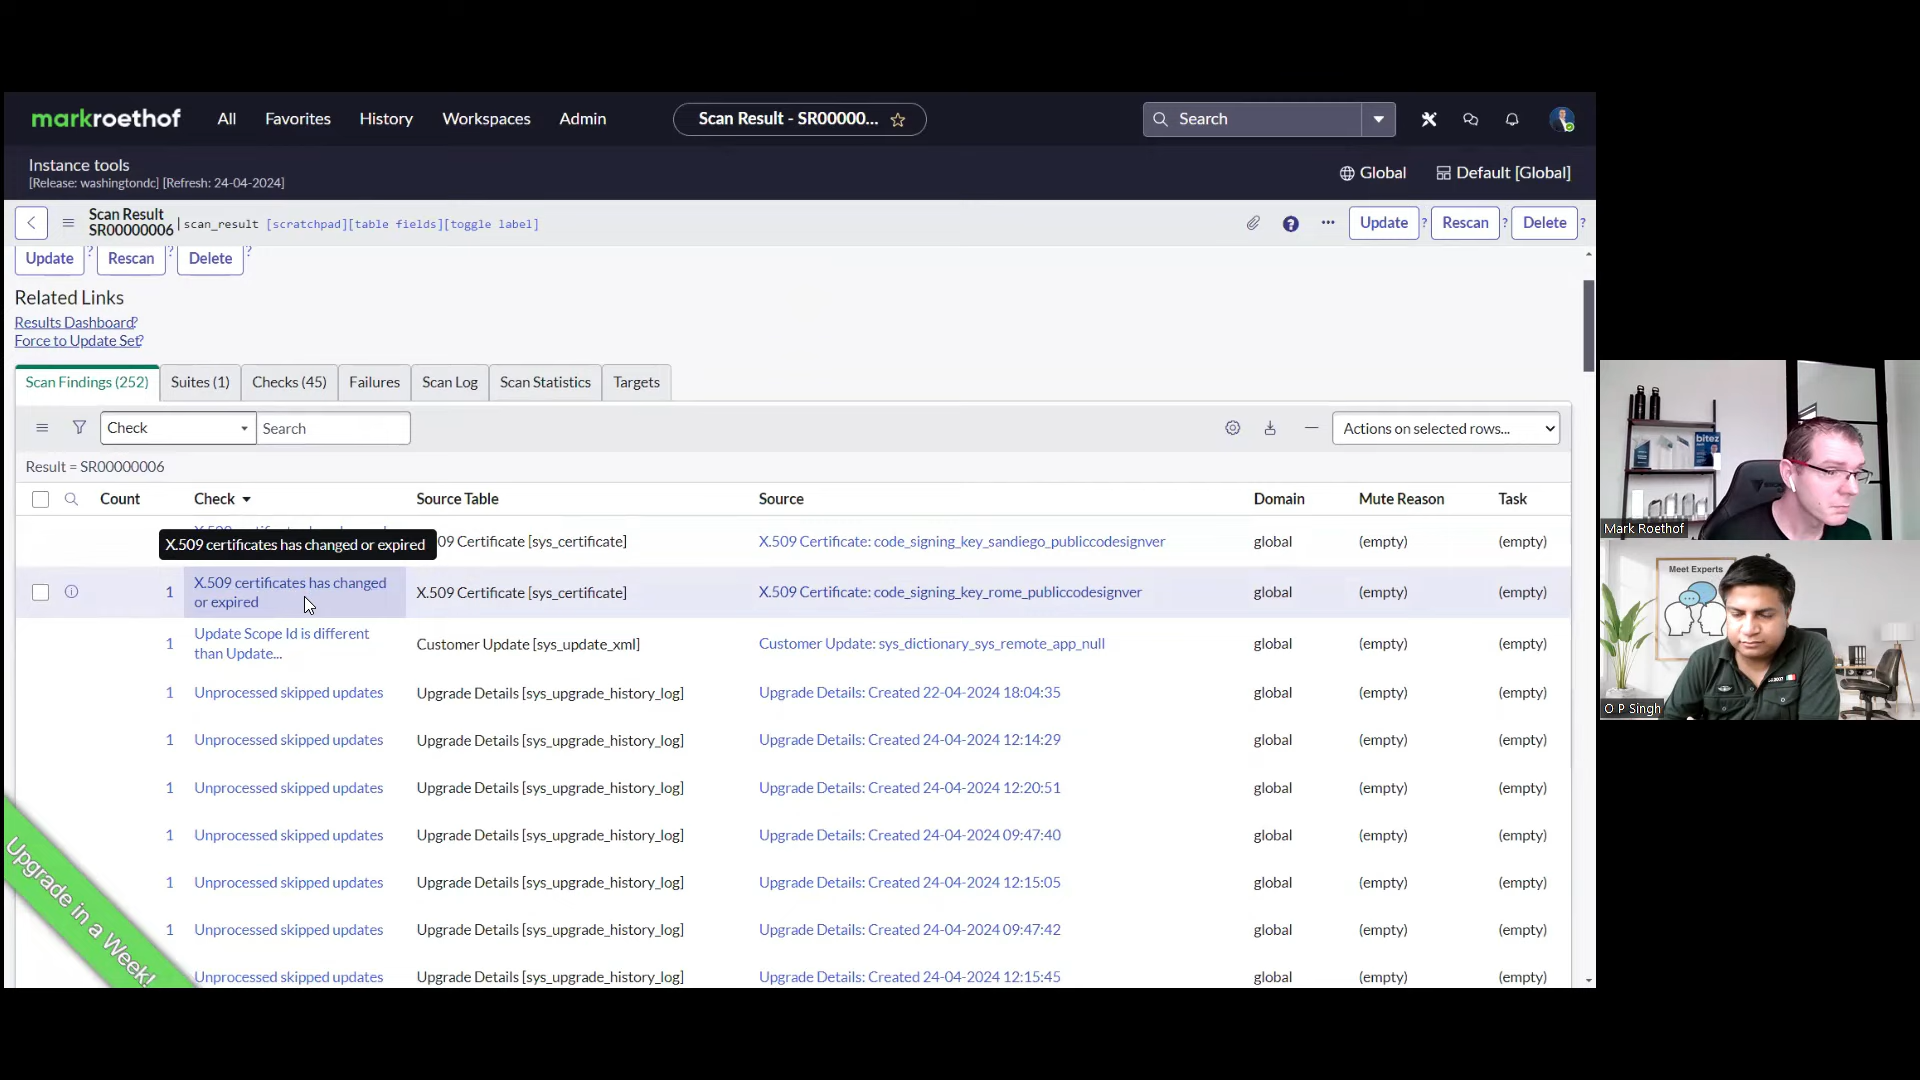 markroethof All Favorites History Workspaces Admin Scan Result - SR00000... Search
Instance tools
[Release: washingtondc] [Refresh: 24-04-2024]
Global Default [Global]
Scan Result
SR00000006 | scan_result [scratchpad][table fields][toggle label] ? ... Update ? Rescan ? Delete ?
Update ? Rescan ? Delete ?
Related Links
Results Dashboard?
Force to Update Set?
Scan Findings (252) Suites (1) Checks (45) Failures Scan Log Scan Statistics Targets
Check Search Actions on selected rows...
Result = SR00000006
Count Check Source Table Source Domain Mute Reason Task
X.509 certificates has changed or expired
09 Certificate [sys_certificate] X.509 Certificate: code_signing_key_sandiego_publiccodesignver global (empty) (empty)
1 X.509 certificates has changed or expired X.509 Certificate [sys_certificate] X.509 Certificate: code_signing_key_rome_publiccodesignver global (empty) (empty)
1 Update Scope Id is different than Update... Customer Update [sys_update_xml] Customer Update: sys_dictionary_sys_remote_app_null global (empty) (empty)
1 Unprocessed skipped updates Upgrade Details [sys_upgrade_history_log] Upgrade Details: Created 22-04-2024 18:04:35 global (empty) (empty)
1 Unprocessed skipped updates Upgrade Details [sys_upgrade_history_log] Upgrade Details: Created 24-04-2024 12:14:29 global (empty) (empty)
1 Unprocessed skipped updates Upgrade Details [sys_upgrade_history_log] Upgrade Details: Created 24-04-2024 12:20:51 global (empty) (empty)
1 Unprocessed skipped updates Upgrade Details [sys_upgrade_history_log] Upgrade Details: Created 24-04-2024 09:47:40 global (empty) (empty)
1 Unprocessed skipped updates Upgrade Details [sys_upgrade_history_log] Upgrade Details: Created 24-04-2024 12:15:05 global (empty) (empty)
1 Unprocessed skipped updates Upgrade Details [sys_upgrade_history_log] Upgrade Details: Created 24-04-2024 09:47:42 global (empty) (empty)
1 Unprocessed skipped updates Upgrade Details [sys_upgrade_history_log] Upgrade Details: Created 24-04-2024 12:15:45 global (empty) (empty)
Upgrade in a Week!
bitez
Mark Roethof
Meet Experts
O P Singh